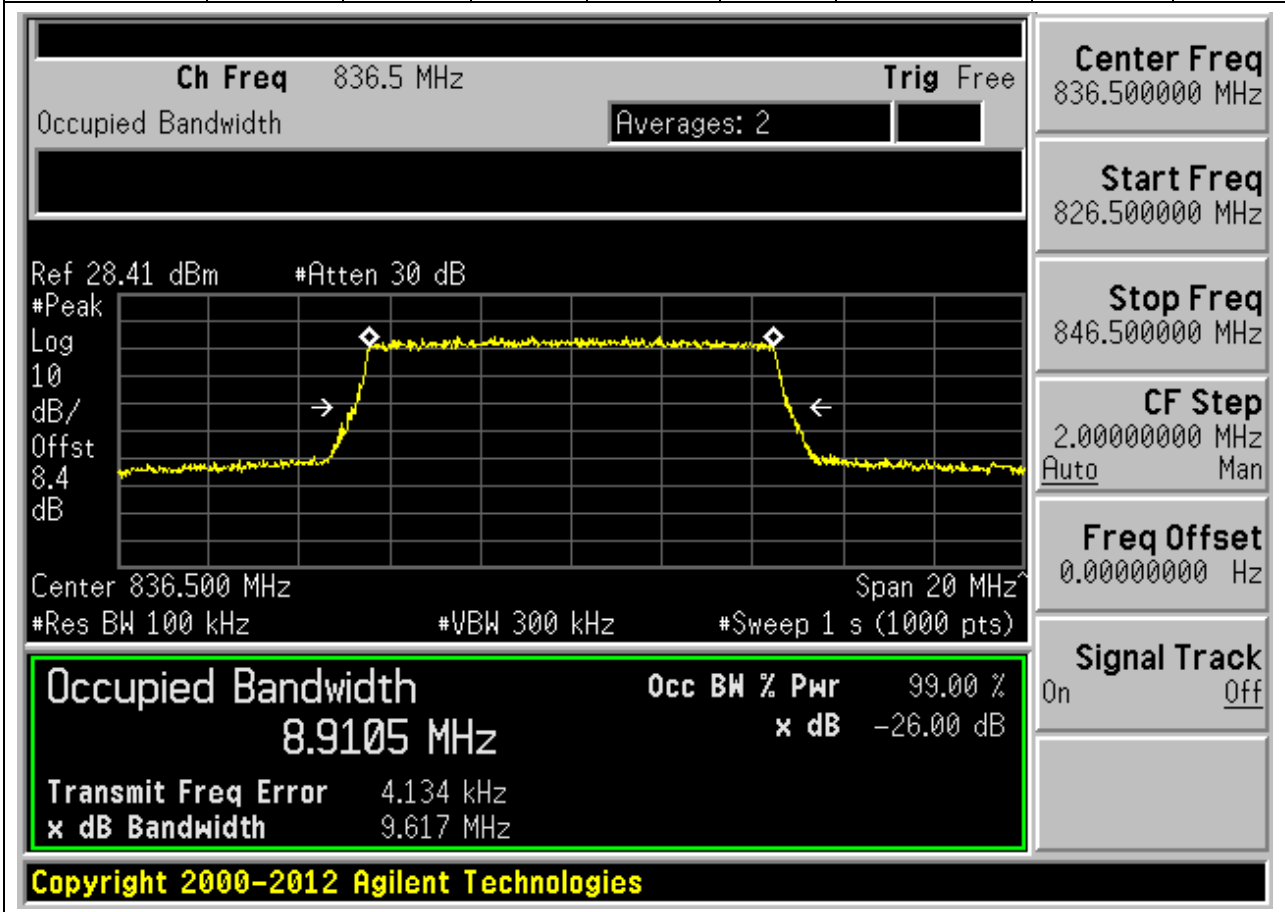 Ch Freq 836.5 MHz Trig Free
Occupied Bandwidth Averages: 2
Ref 28.41 dBm #Atten 30 dB
#Peak
Log
10
dB/
Offst
8.4
dB
Center 836.500 MHz Span 20 MHz^
#Res BW 100 kHz #VBW 300 kHz #Sweep 1 s (1000 pts)
Occupied Bandwidth Occ BW % Pwr 99.00 %
8.9105 MHz x dB -26.00 dB
Transmit Freq Error 4.134 kHz
x dB Bandwidth 9.617 MHz
Copyright 2000-2012 Agilent Technologies
Center Freq
836.500000 MHz
Start Freq
826.500000 MHz
Stop Freq
846.500000 MHz
CF Step
2.00000000 MHz
Auto Man
Freq Offset
0.00000000 Hz
Signal Track
On Off